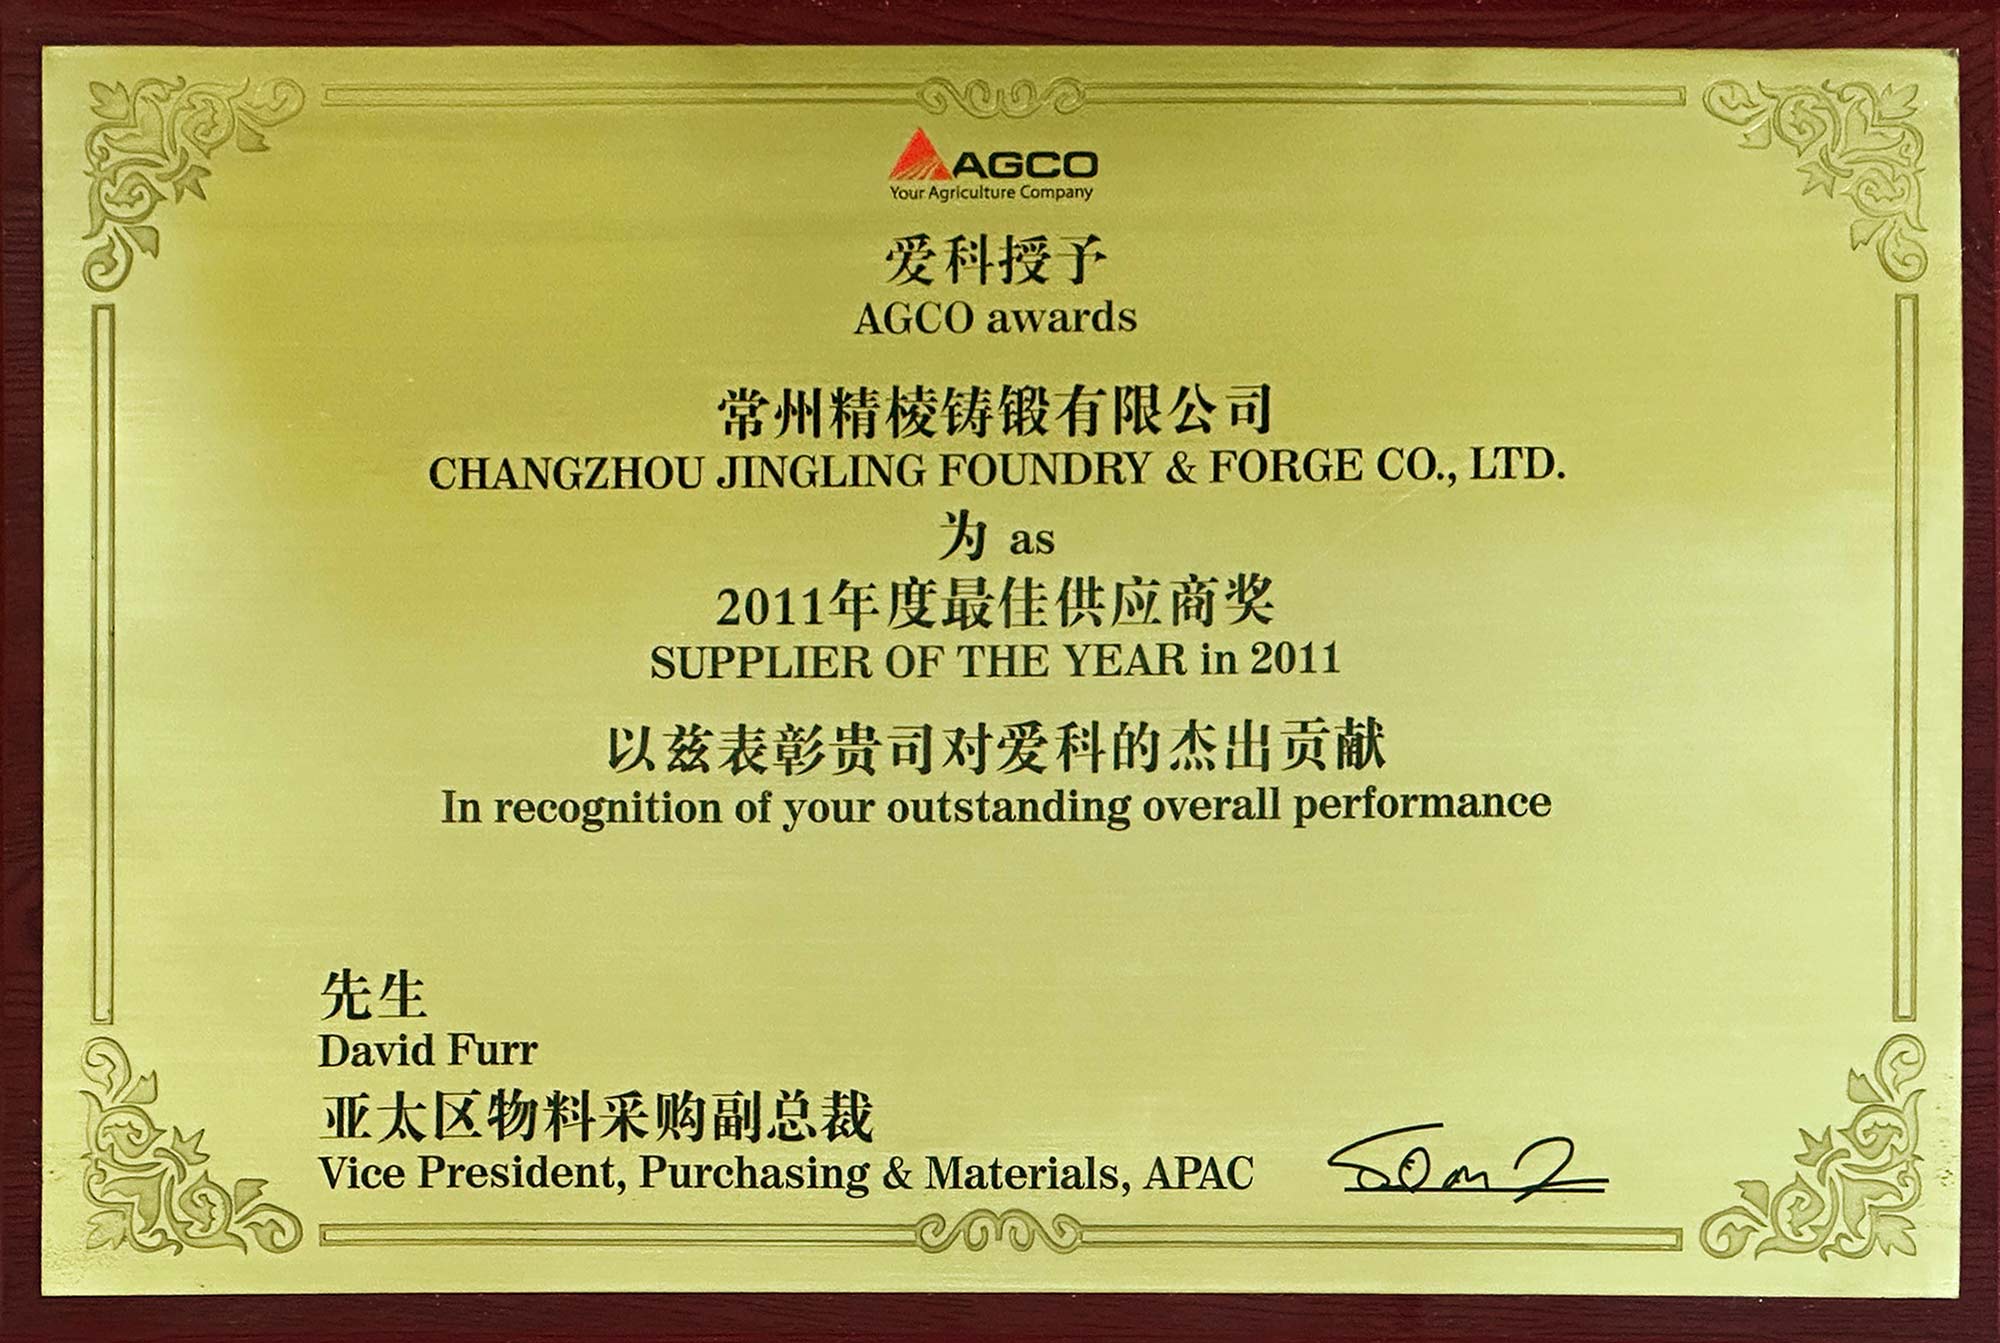 AGCO
Your Agriculture Company
爱科授予
AGCO awards
常州精棱铸锻有限公司
CHANGZHOU JINGLING FOUNDRY & FORGE CO., LTD.
为 as
2011年度最佳供应商奖
SUPPLIER OF THE YEAR in 2011
以兹表彰贵司对爱科的杰出贡献
In recognition of your outstanding overall performance
先生
David Furr
亚太区物料采购副总裁
Vice President, Purchasing & Materials, APAC